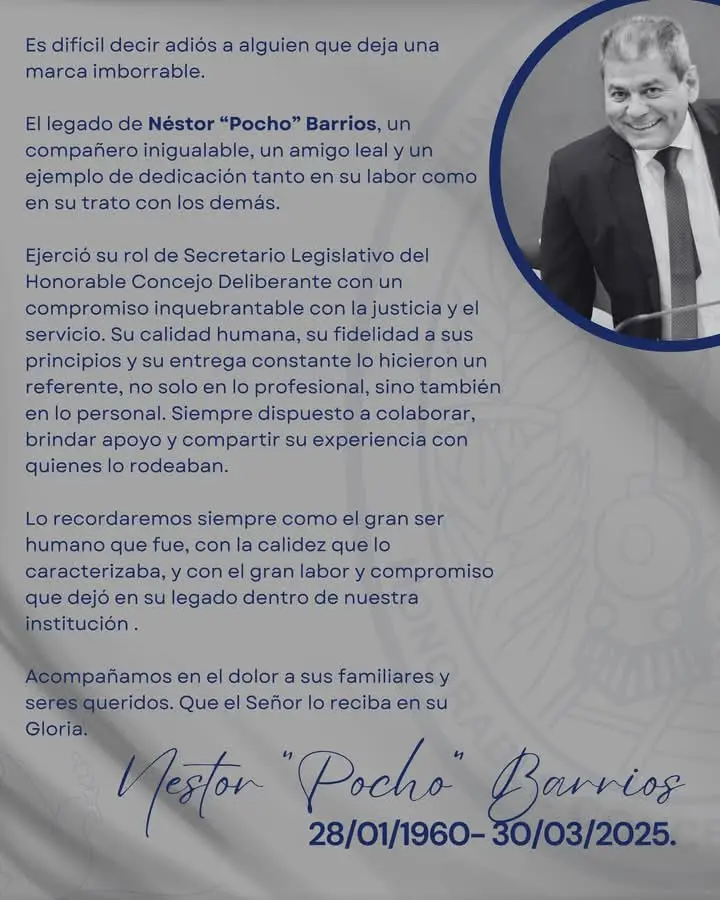 Es difícil decir adiós a alguien que deja una
marca imborrable.
El legado de Néstor “Pocho” Barrios, un
compañero inigualable, un amigo leal y un
ejemplo de dedicación tanto en su labor como
en su trato con los demás.
Ejerció su rol de Secretario Legislativo del
Honorable Concejo Deliberante con un
compromiso inquebrantable con la justicia y el
servicio. Su calidad humana, su fidelidad a sus
principios y su entrega constante lo hicieron un
referente, no solo en lo profesional, sino también
en lo personal. Siempre dispuesto a colaborar,
brindar apoyo y compartir su experiencia con
quienes lo rodeaban.
Lo recordaremos siempre como el gran ser
humano que fue, con la calidez que lo
caracterizaba, y con el gran labor y compromiso
que dejó en su legado dentro de nuestra
institución .
Acompañamos en el dolor a sus familiares y
seres queridos. Que el Señor lo reciba en su
Gloria.
Nestor "Pocho" Barrios
28/01/1960– 30/03/2025.